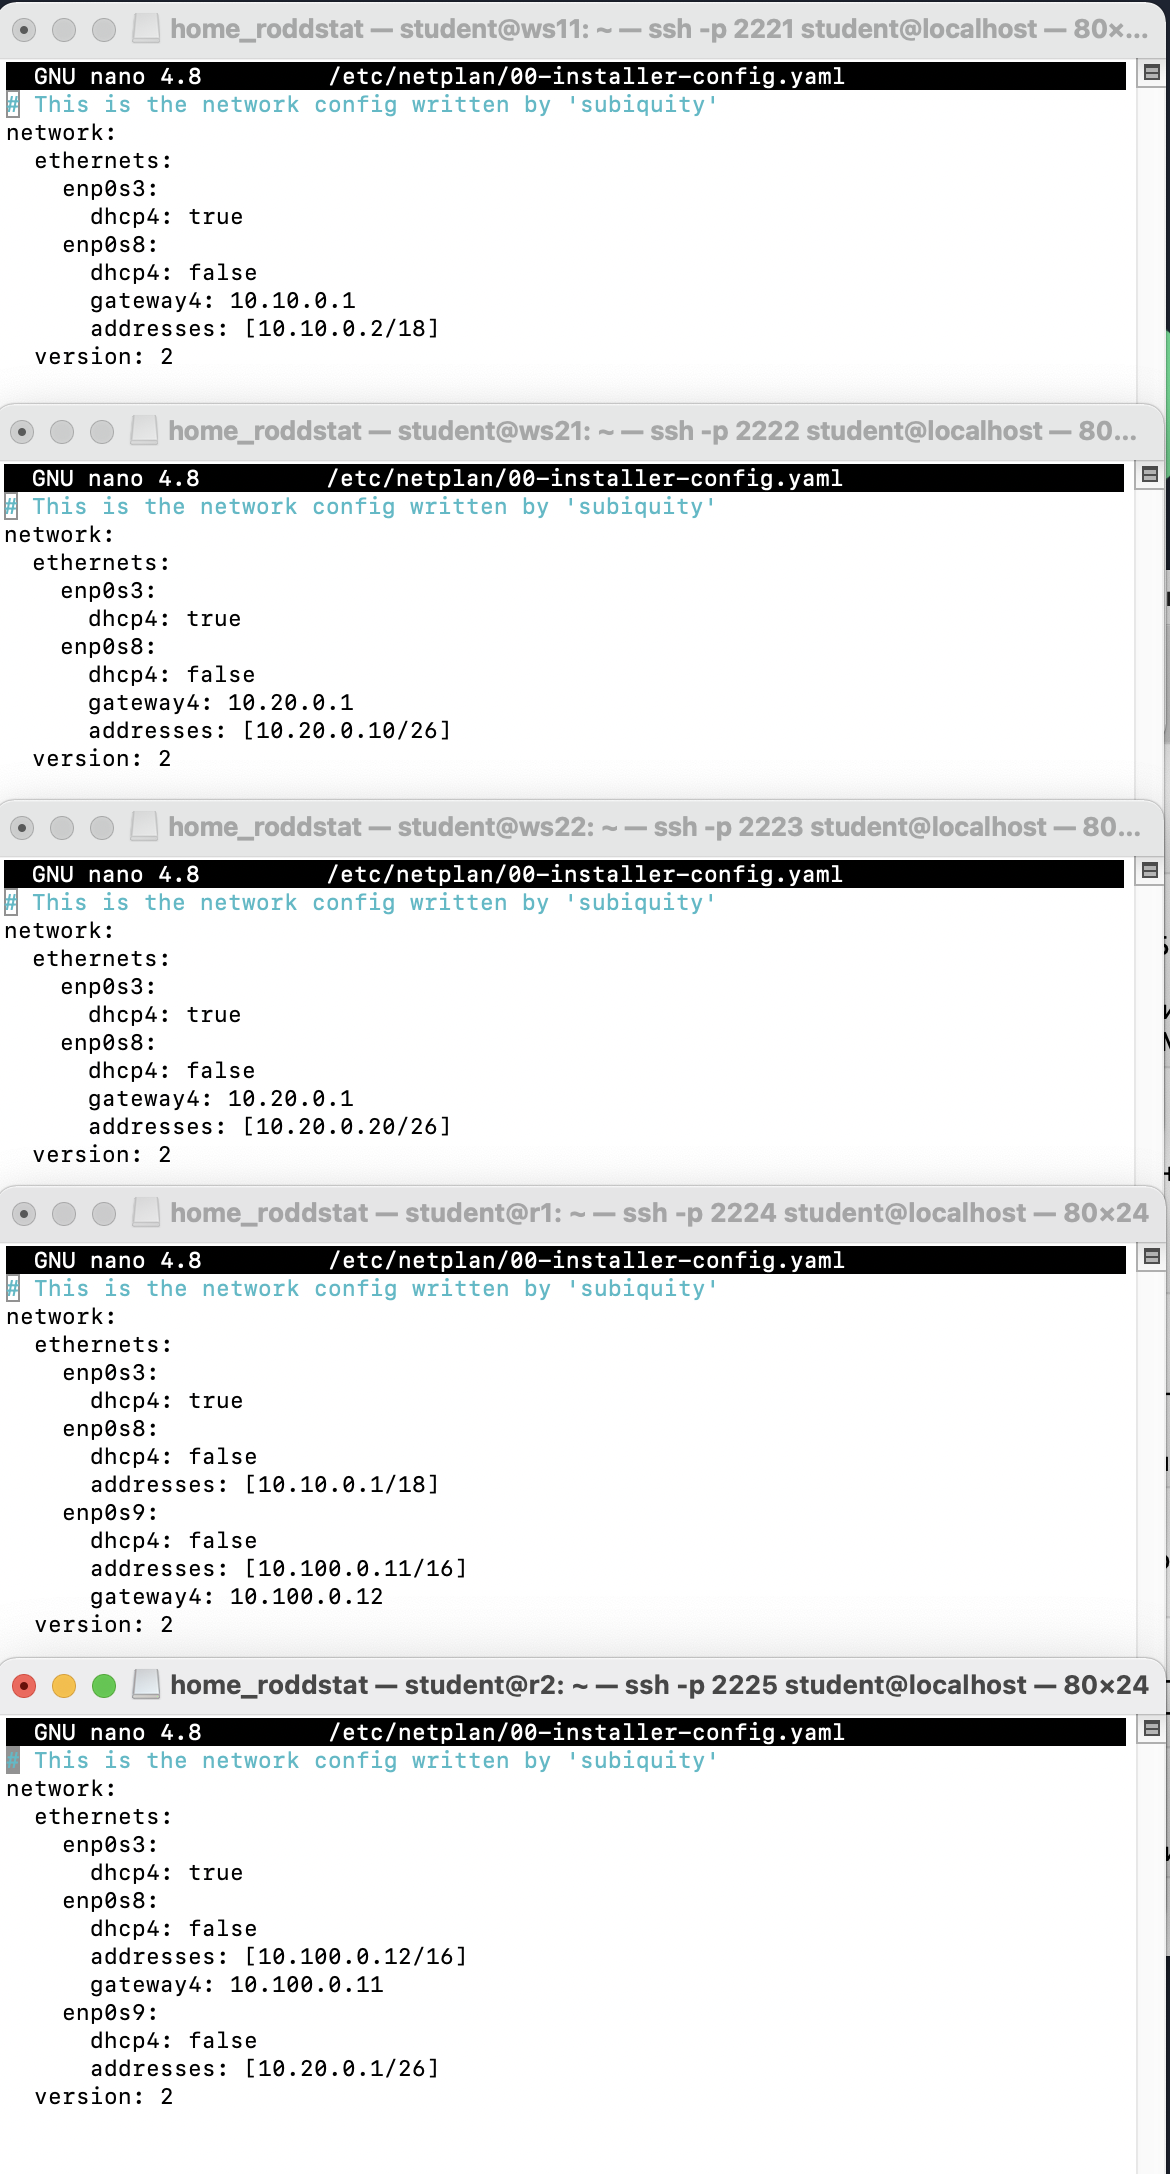 home_roddstat — student@ws11: ~ — ssh -p 2221 student@localhost — 80×...
GNU nano 4.8 /etc/netplan/00-installer-config.yaml
# This is the network config written by 'subiquity'
network:
  ethernets:
    enp0s3:
      dhcp4: true
    enp0s8:
      dhcp4: false
      gateway4: 10.10.0.1
      addresses: [10.10.0.2/18]
  version: 2
home_roddstat — student@ws21: ~ — ssh -p 2222 student@localhost — 80...
GNU nano 4.8 /etc/netplan/00-installer-config.yaml
# This is the network config written by 'subiquity'
network:
  ethernets:
    enp0s3:
      dhcp4: true
    enp0s8:
      dhcp4: false
      gateway4: 10.20.0.1
      addresses: [10.20.0.10/26]
  version: 2
home_roddstat — student@ws22: ~ — ssh -p 2223 student@localhost — 80...
GNU nano 4.8 /etc/netplan/00-installer-config.yaml
# This is the network config written by 'subiquity'
network:
  ethernets:
    enp0s3:
      dhcp4: true
    enp0s8:
      dhcp4: false
      gateway4: 10.20.0.1
      addresses: [10.20.0.20/26]
  version: 2
home_roddstat — student@r1: ~ — ssh -p 2224 student@localhost — 80×24
GNU nano 4.8 /etc/netplan/00-installer-config.yaml
# This is the network config written by 'subiquity'
network:
  ethernets:
    enp0s3:
      dhcp4: true
    enp0s8:
      dhcp4: false
      addresses: [10.10.0.1/18]
    enp0s9:
      dhcp4: false
      addresses: [10.100.0.11/16]
      gateway4: 10.100.0.12
  version: 2
home_roddstat — student@r2: ~ — ssh -p 2225 student@localhost — 80×24
GNU nano 4.8 /etc/netplan/00-installer-config.yaml
# This is the network config written by 'subiquity'
network:
  ethernets:
    enp0s3:
      dhcp4: true
    enp0s8:
      dhcp4: false
      addresses: [10.100.0.12/16]
      gateway4: 10.100.0.11
    enp0s9:
      dhcp4: false
      addresses: [10.20.0.1/26]
  version: 2